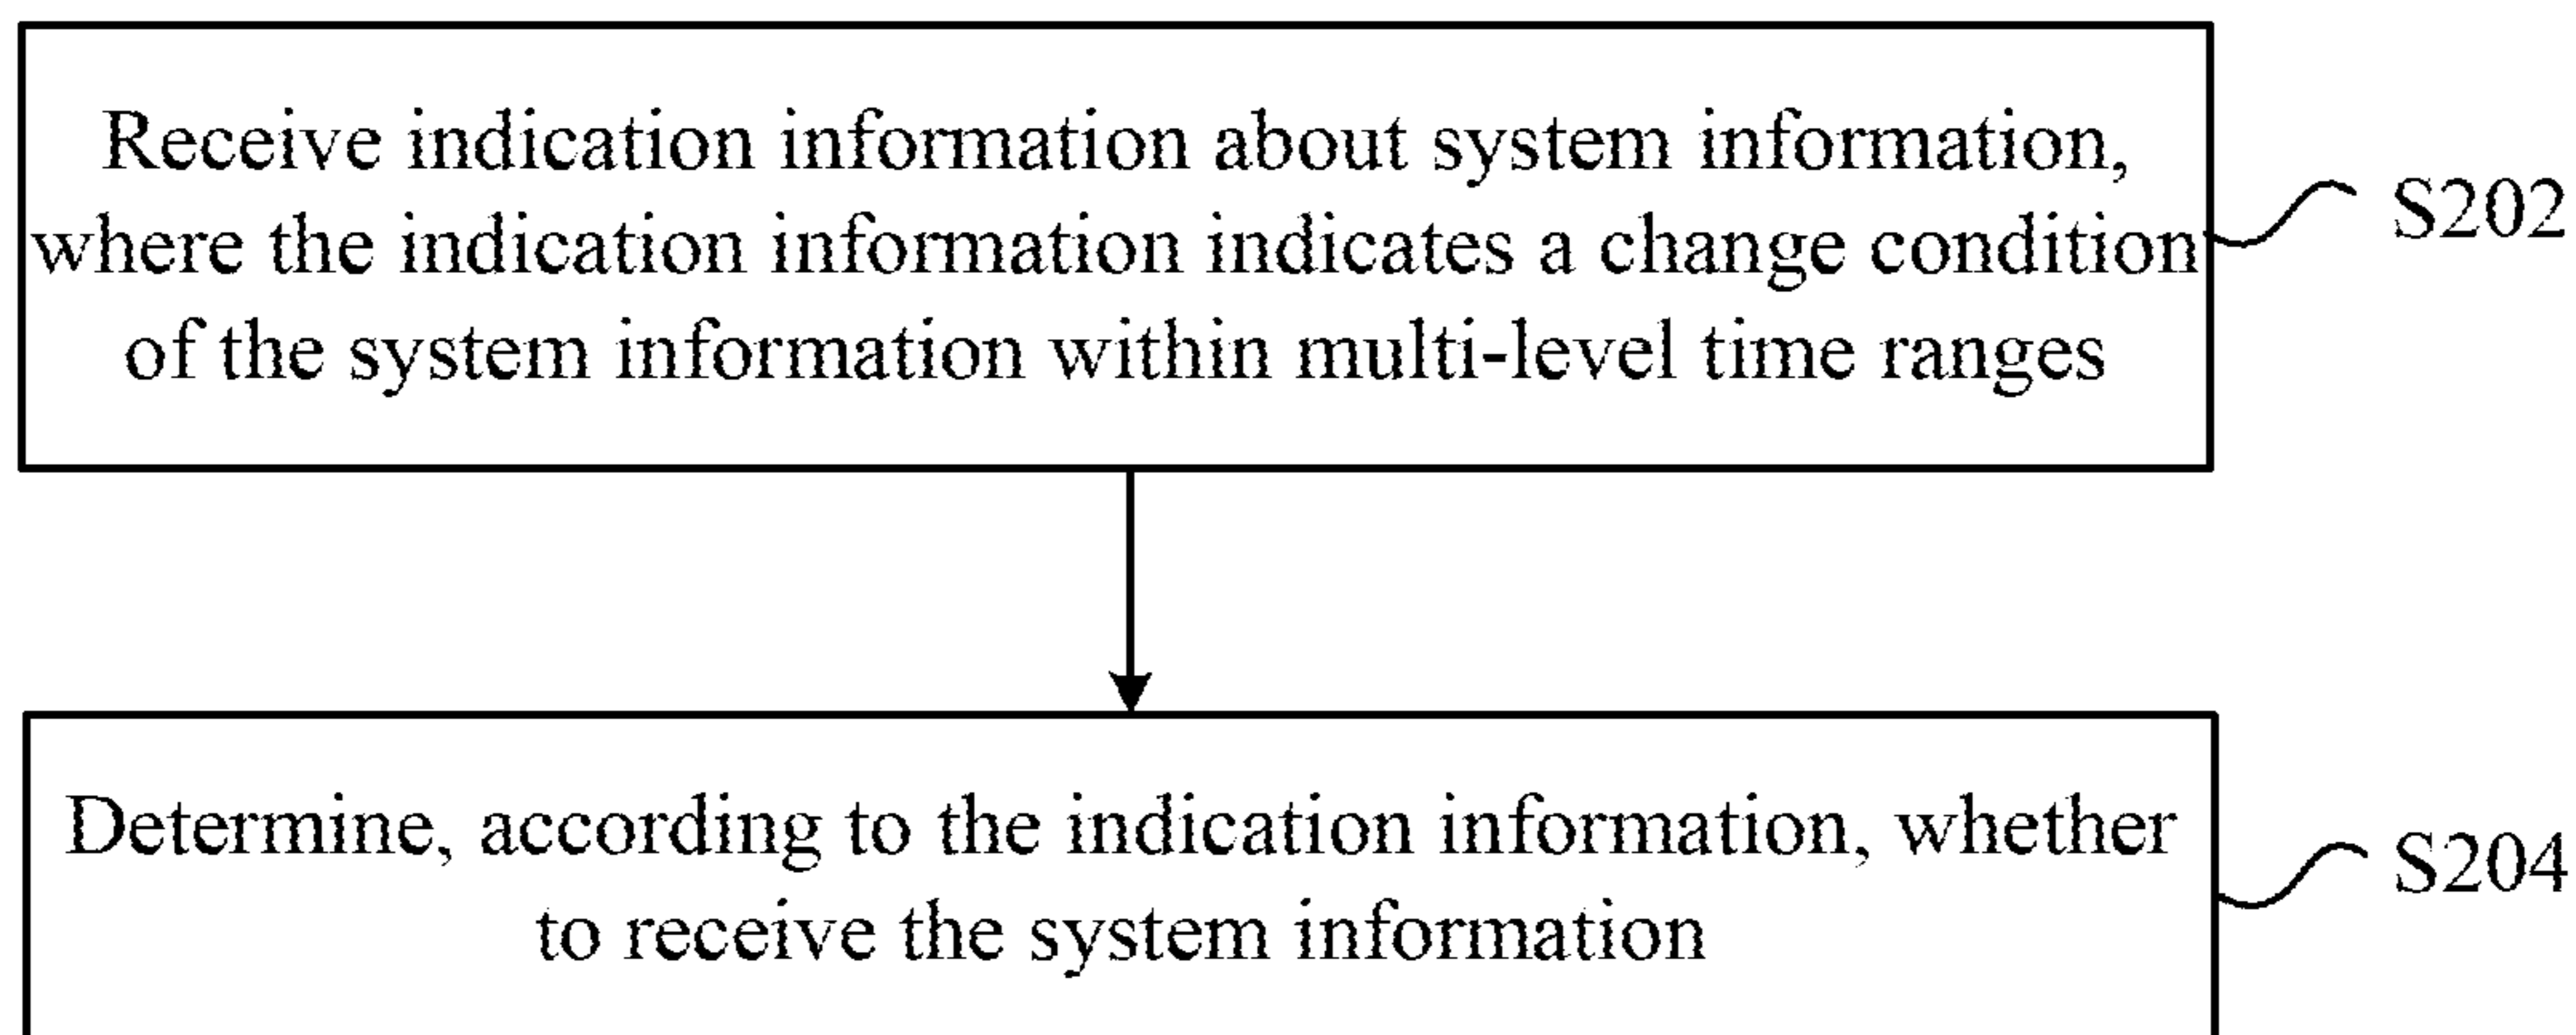 Receive indication information about system information,
where the indication information indicates a change condition
of the system information within multi-level time ranges
S202
Determine, according to the indication information, whether
to receive the system information
S204